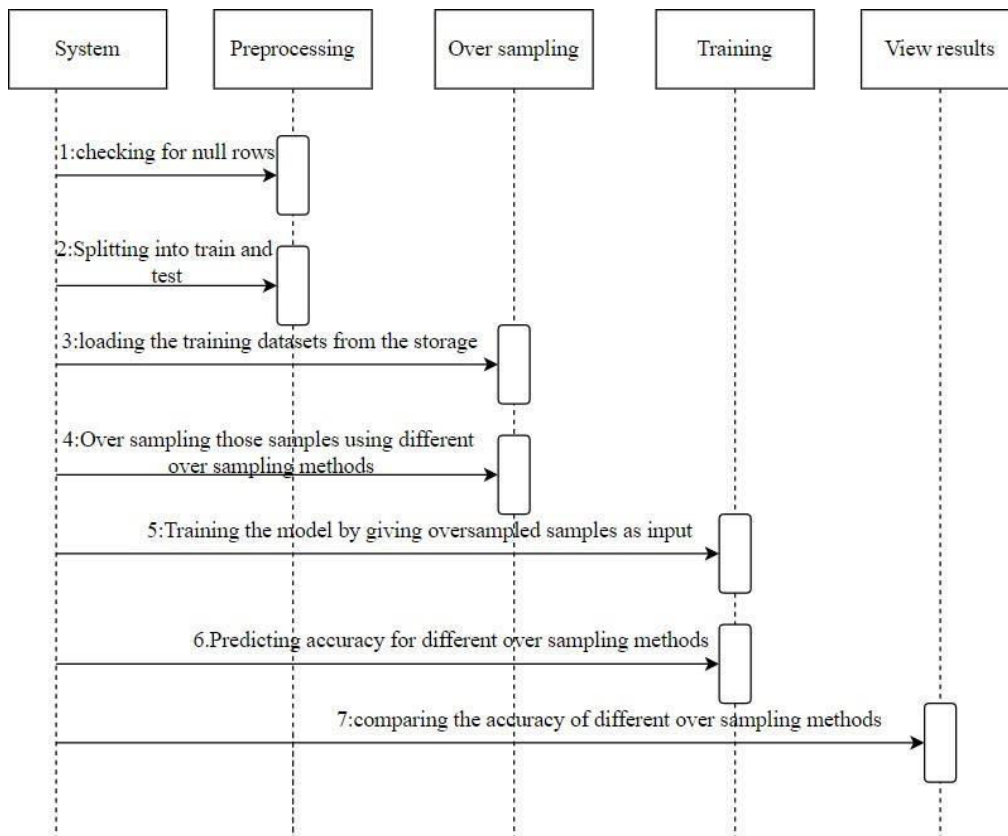 System
Preprocessing
Over sampling
Training
View results
1:checking for null rows
2:Splitting into train and
test
3:loading the training datasets from the storage
4:Over sampling those samples using different
over sampling methods
5:Training the model by giving oversampled samples as input
6.Predicting accuracy for different over sampling methods
7:comparing the accuracy of different over sampling methods